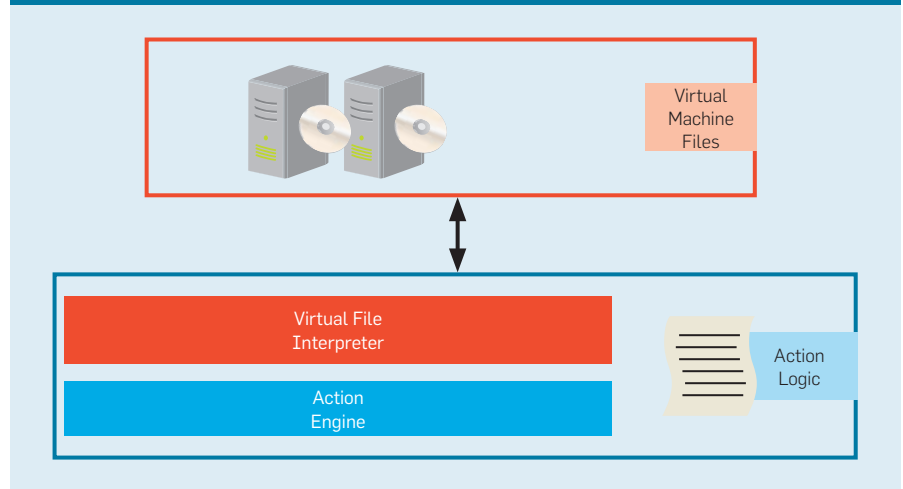 Virtual
Machine
Files
Virtual File
Interpreter
Action
Engine
Action
Logic